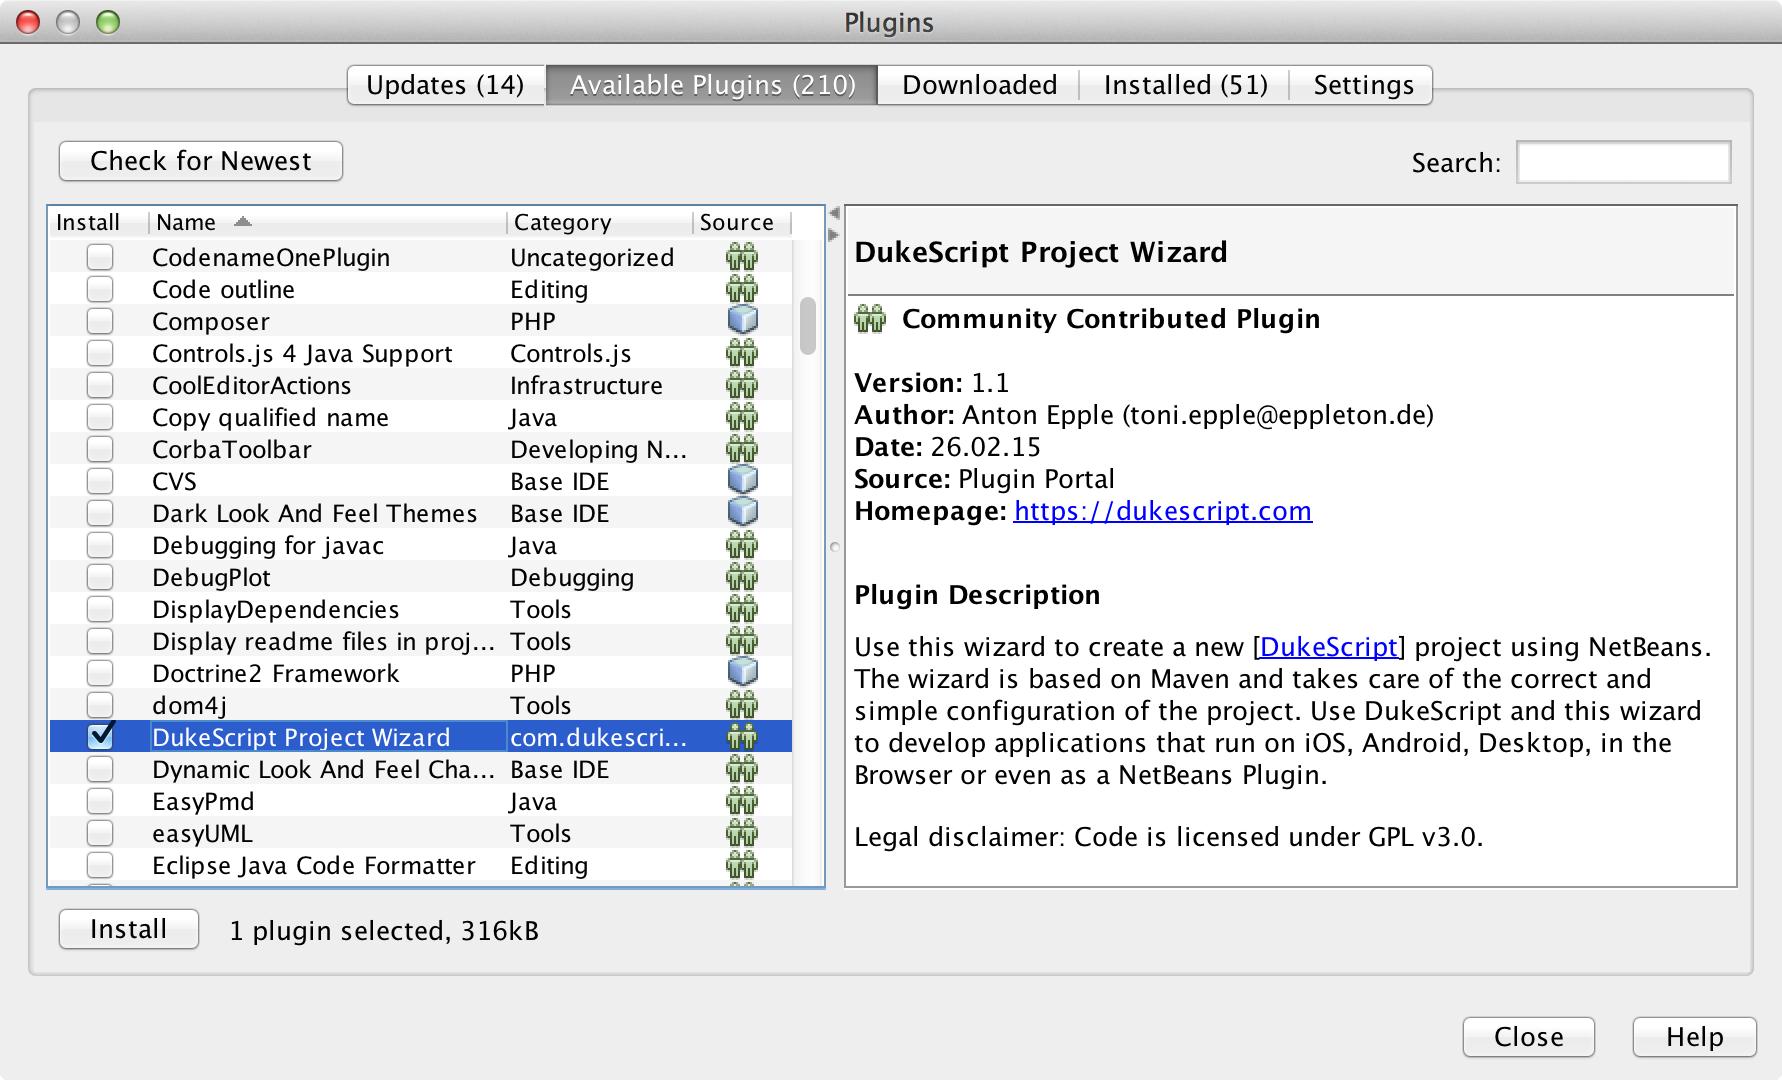 Plugins
Updates (14) Available Plugins (210) Downloaded Installed (51) Settings
Check for Newest Search:
Install Name Category Source
CodenameOnePlugin Uncategorized
Code outline Editing
Composer PHP
Controls.js 4 Java Support Controls.js
CoolEditorActions Infrastructure
Copy qualified name Java
CorbaToolbar Developing N...
CVS Base IDE
Dark Look And Feel Themes Base IDE
Debugging for javac Java
DebugPlot Debugging
DisplayDependencies Tools
Display readme files in proj... Tools
Doctrine2 Framework PHP
dom4j Tools
DukeScript Project Wizard com.dukescri...
Dynamic Look And Feel Cha... Base IDE
EasyPmd Java
easyUML Tools
Eclipse Java Code Formatter Editing
DukeScript Project Wizard
Community Contributed Plugin
Version: 1.1
Author: Anton Epple (toni.epple@eppleton.de)
Date: 26.02.15
Source: Plugin Portal
Homepage: https://dukescript.com
Plugin Description
Use this wizard to create a new [DukeScript] project using NetBeans.
The wizard is based on Maven and takes care of the correct and
simple configuration of the project. Use DukeScript and this wizard
to develop applications that run on iOS, Android, Desktop, in the
Browser or even as a NetBeans Plugin.
Legal disclaimer: Code is licensed under GPL v3.0.
Install 1 plugin selected, 316kB
Close Help